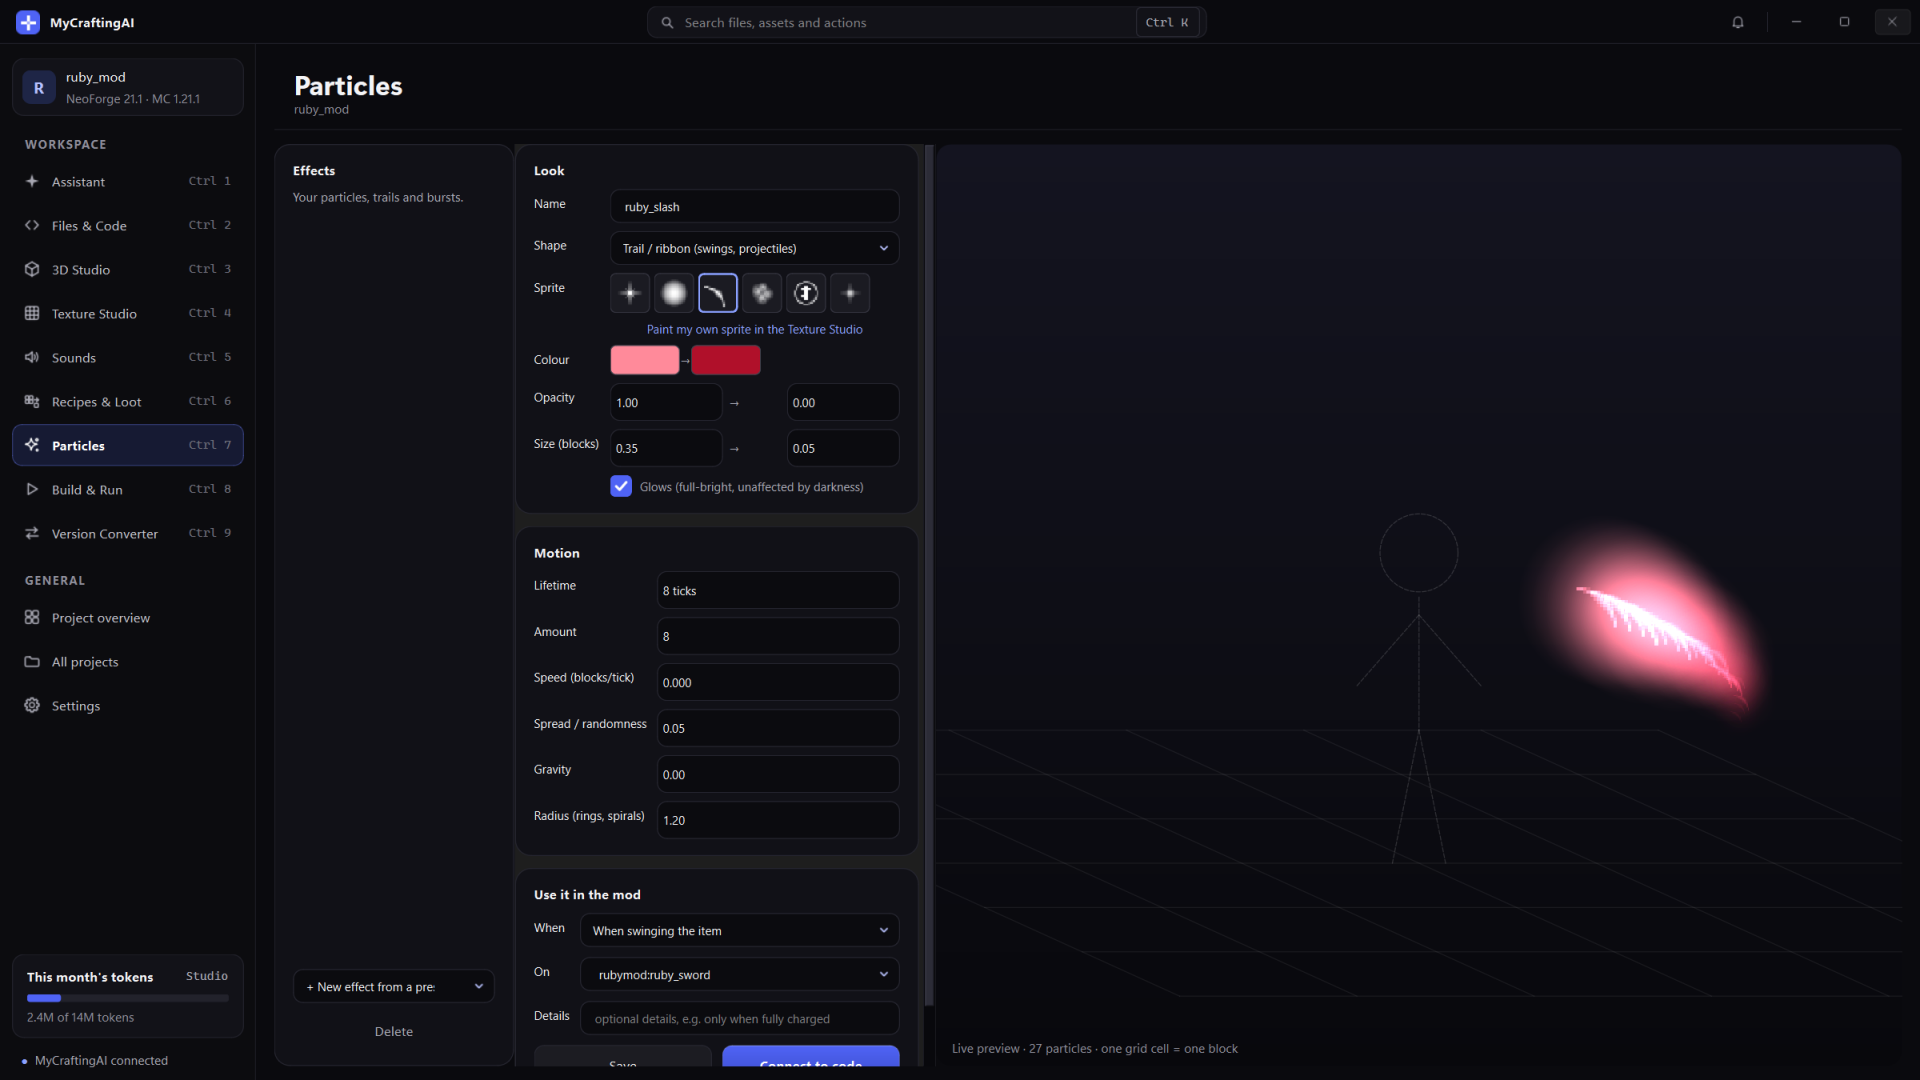 MyCraftingAI
Search files, assets and actions
Ctrl K
R
ruby_mod
NeoForge 21.1 · MC 1.21.1
WORKSPACE
Assistant Ctrl 1
Files & Code Ctrl 2
3D Studio Ctrl 3
Texture Studio Ctrl 4
Sounds Ctrl 5
Recipes & Loot Ctrl 6
Particles Ctrl 7
Build & Run Ctrl 8
Version Converter Ctrl 9
GENERAL
Project overview
All projects
Settings
This month's tokens Studio
2.4M of 14M tokens
MyCraftingAI connected
Particles
ruby_mod
Effects
Your particles, trails and bursts.
+ New effect from a pre
Delete
Look
Name ruby_slash
Shape Trail / ribbon (swings, projectiles)
Sprite
Paint my own sprite in the Texture Studio
Colour →
Opacity 1.00 → 0.00
Size (blocks) 0.35 → 0.05
Glows (full-bright, unaffected by darkness)
Motion
Lifetime 8 ticks
Amount 8
Speed (blocks/tick) 0.000
Spread / randomness 0.05
Gravity 0.00
Radius (rings, spirals) 1.20
Use it in the mod
When When swinging the item
On rubymod:ruby_sword
Details optional details, e.g. only when fully charged
Save Connect to code
Live preview · 27 particles · one grid cell = one block